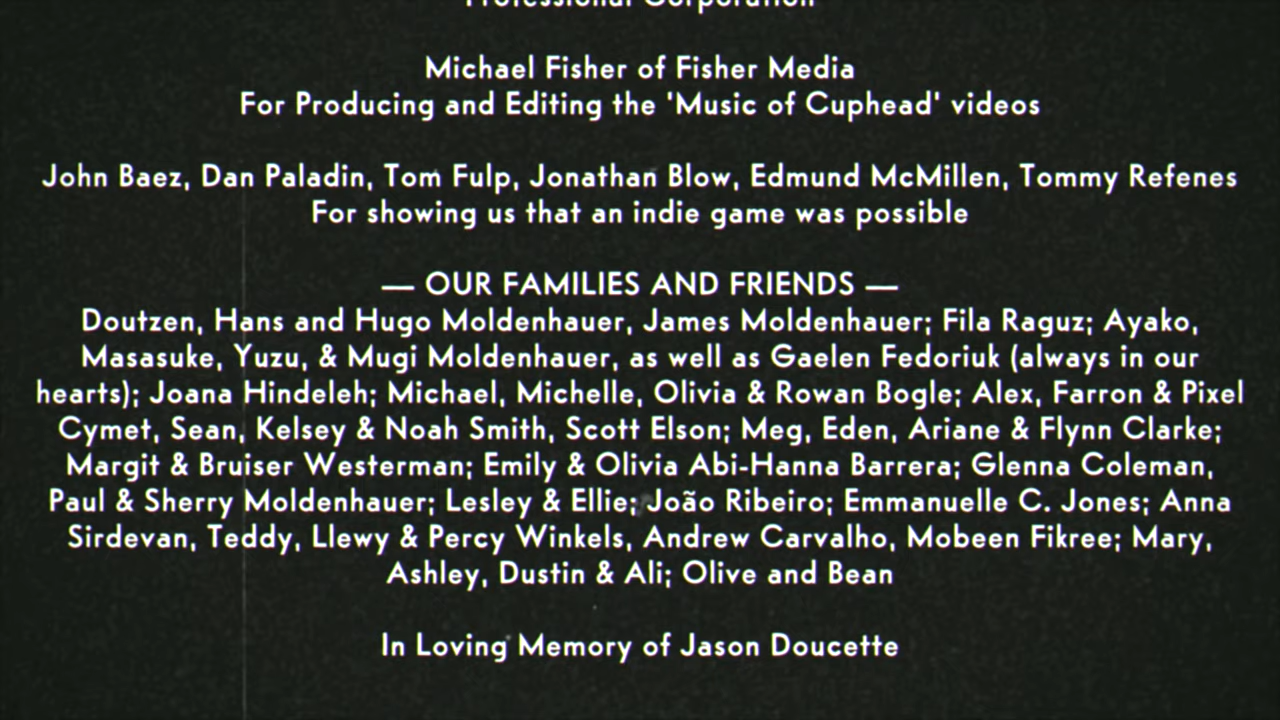 Professional Corporation
Michael Fisher of Fisher Media
For Producing and Editing the 'Music of Cuphead' videos
John Baez, Dan Paladin, Tom Fulp, Jonathan Blow, Edmund McMillen, Tommy Refenes
For showing us that an indie game was possible
— OUR FAMILIES AND FRIENDS —
Doutzen, Hans and Hugo Moldenhauer, James Moldenhauer; Fila Raguz; Ayako,
Masasuke, Yuzu, & Mugi Moldenhauer, as well as Gaelen Fedoriuk (always in our
hearts); Joana Hindeleh; Michael, Michelle, Olivia & Rowan Bogle; Alex, Farron & Pixel
Cymet, Sean, Kelsey & Noah Smith, Scott Elson; Meg, Eden, Ariane & Flynn Clarke;
Margit & Bruiser Westerman; Emily & Olivia Abi-Hanna Barrera; Glenna Coleman,
Paul & Sherry Moldenhauer; Lesley & Ellie; João Ribeiro; Emmanuelle C. Jones; Anna
Sirdevan, Teddy, Llewy & Percy Winkels, Andrew Carvalho, Mobeen Fikree; Mary,
Ashley, Dustin & Ali; Olive and Bean
In Loving Memory of Jason Doucette